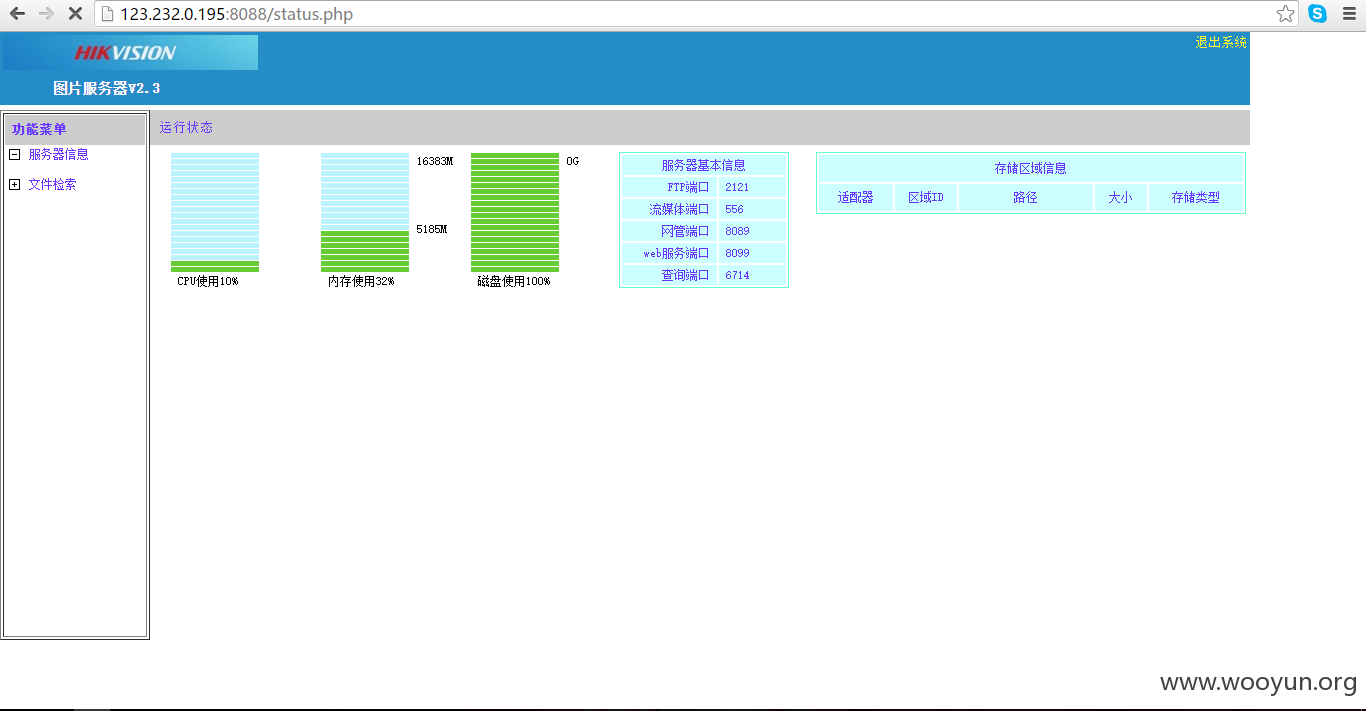 123.232.0.195:8088/status.php
HIKVISION
退出系统
图片服务器V2.3
功能菜单
服务器信息
文件检索
运行状态
16383M
5185M
0G
CPU使用10%
内存使用32%
磁盘使用100%
服务器基本信息
FTP端口 2121
流媒体端口 556
网管端口 8089
web服务端口 8099
查询端口 6714
存储区域信息
适配器 区域ID 路径 大小 存储类型
www.wooyun.org